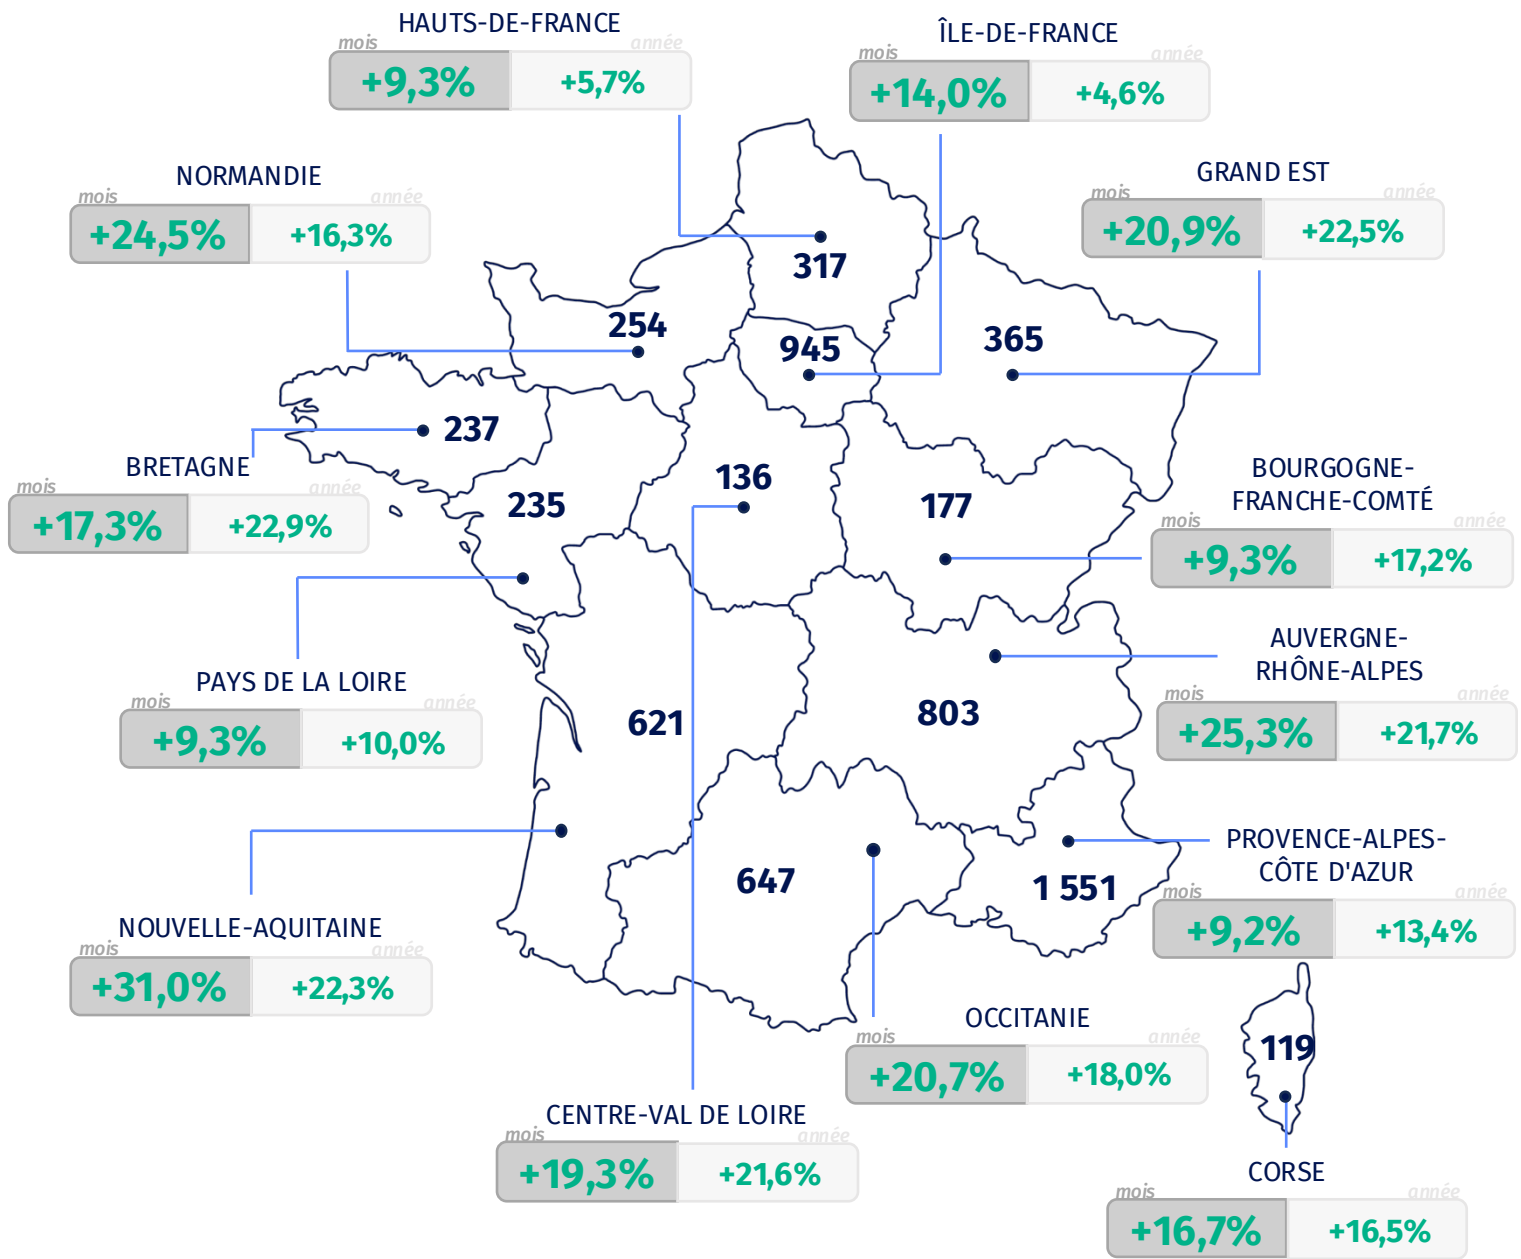 HAUTS-DE-FRANCE
mois année
+9,3% +5,7%
ÎLE-DE-FRANCE
mois année
+14,0% +4,6%
NORMANDIE
mois année
+24,5% +16,3%
GRAND EST
mois année
+20,9% +22,5%
317
254
945
365
237
BRETAGNE
mois année
+17,3% +22,9%
235
136
177
BOURGOGNE-
FRANCHE-COMTÉ
mois année
+9,3% +17,2%
PAYS DE LA LOIRE
mois année
+9,3% +10,0%
621
803
AUVERGNE-
RHÔNE-ALPES
mois année
+25,3% +21,7%
647
1 551
PROVENCE-ALPES-
CÔTE D'AZUR
mois année
+9,2% +13,4%
NOUVELLE-AQUITAINE
mois année
+31,0% +22,3%
OCCITANIE
mois année
+20,7% +18,0%
119
CENTRE-VAL DE LOIRE
mois année
+19,3% +21,6%
CORSE
mois année
+16,7% +16,5%